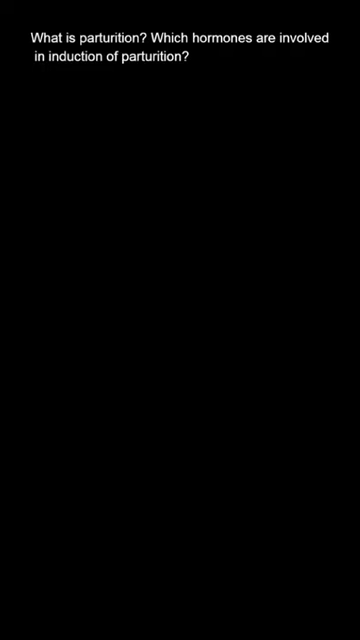 What is parturition? Which hormones are involved
in induction of parturition?